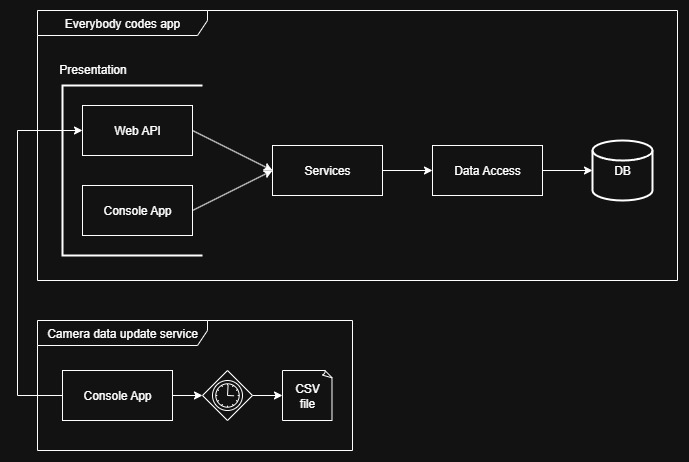 Everybody codes app
Presentation
Web API
Console App
Services
Data Access
DB
Camera data update service
Console App
CSV
file